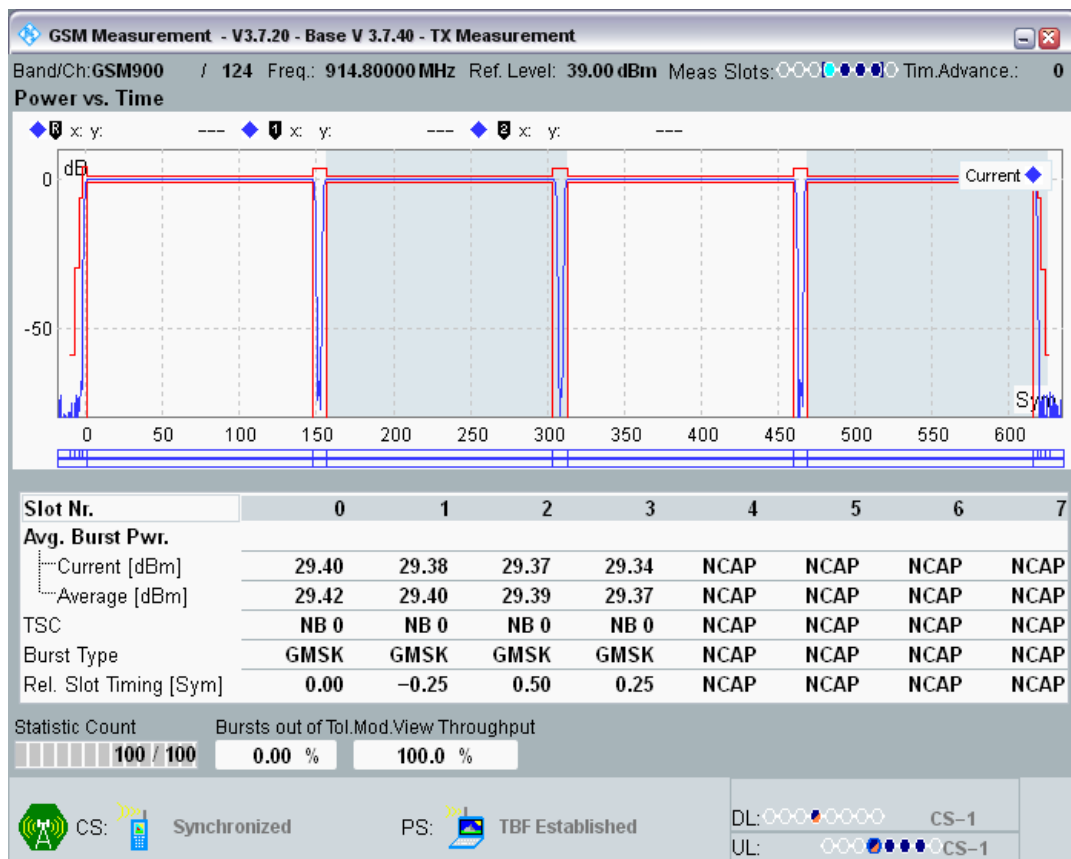 GSM Measurement - V3.7.20 - Base V 3.7.40 - TX Measurement
Band/Ch:GSM900 / 124 Freq.: 914.80000 MHz Ref. Level: 39.00 dBm Meas Slots: Tim.Advance.: 0
Power vs. Time
R x: y: --- 1 x: y: --- 2 x: y: ---
dB
Current
0
-50
Sym
0 50 100 150 200 250 300 350 400 450 500 550 600
Slot Nr. 0 1 2 3 4 5 6 7
Avg. Burst Pwr.
Current [dBm] 29.40 29.38 29.37 29.34 NCAP NCAP NCAP NCAP
Average [dBm] 29.42 29.40 29.39 29.37 NCAP NCAP NCAP NCAP
TSC NB 0 NB 0 NB 0 NB 0 NCAP NCAP NCAP NCAP
Burst Type GMSK GMSK GMSK GMSK NCAP NCAP NCAP NCAP
Rel. Slot Timing [Sym] 0.00 −0.25 0.50 0.25 NCAP NCAP NCAP NCAP
Statistic Count Bursts out of Tol.Mod.View Throughput
100 / 100 0.00 % 100.0 %
CS: Synchronized PS: TBF Established DL: CS−1
UL: CS−1